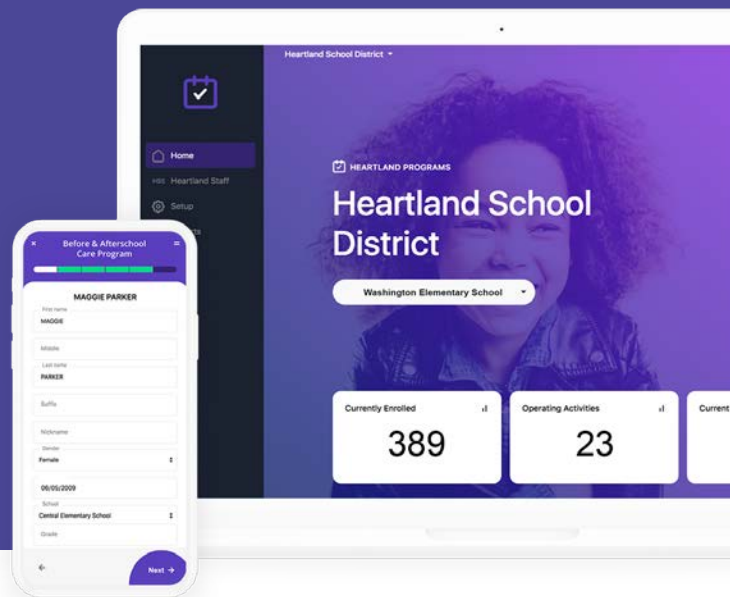 Heartland School District
Home
HSS Heartland Staff
Setup
HEARTLAND PROGRAMS
Heartland School
District
Washington Elementary School
Currently Enrolled
389
Operating Activities
23
Current
Before & Afterschool
Care Program
MAGGIE PARKER
First name
MAGGIE
Middle
Last name
PARKER
Suffix
Nickname
Gender
Female
06/05/2009
School
Central Elementary School
Grade
Next